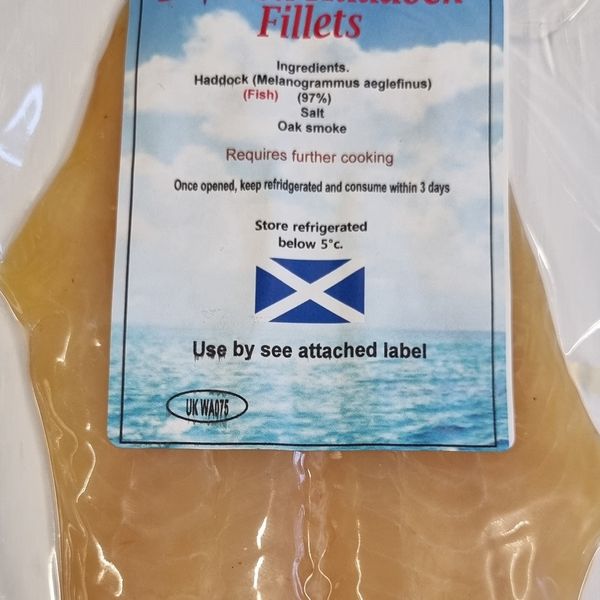 Fillets
Ingredients.
Haddock (Melanogrammus aeglefinus)
(Fish) (97%)
Salt
Oak smoke
Requires further cooking
Once opened, keep refridgerated and consume within 3 days
Store refrigerated
below 5°c.
Use by see attached label
UK WA075